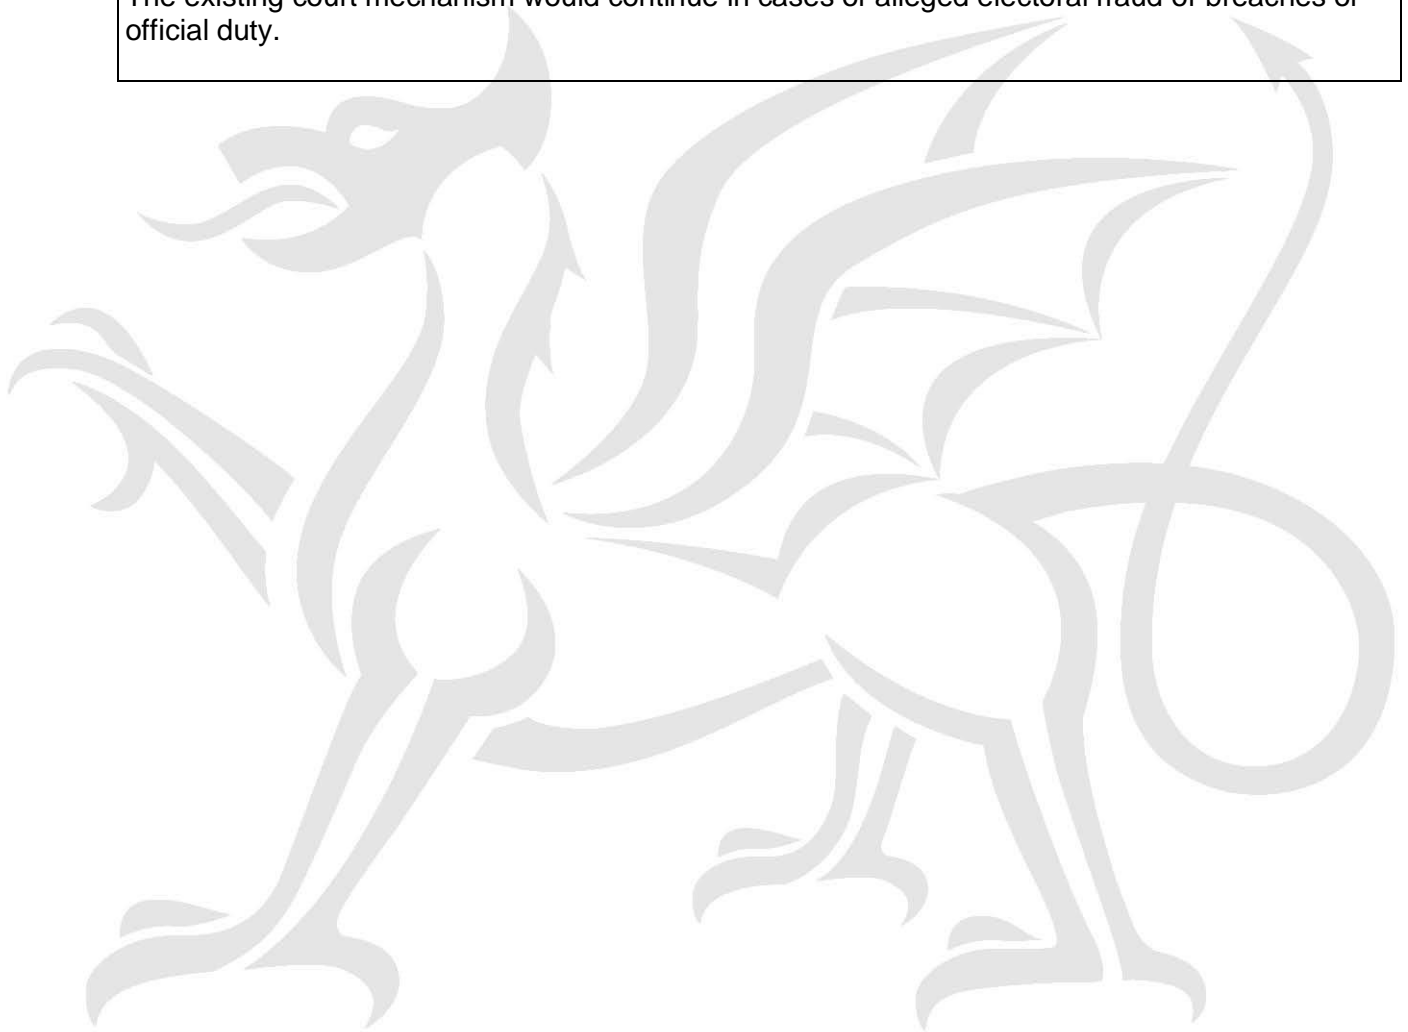 The existing court mechanism would continue in cases of alleged electoral fraud or breaches of
official duty.